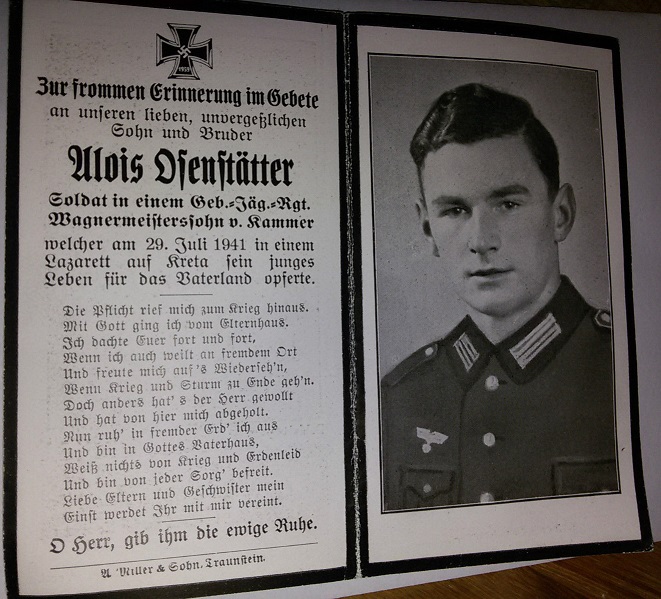 1939
Zur frommen Erinnerung im Gebete
an unseren lieben, unvergeßlichen
Sohn und Bruder
Alois Osenstätter
Soldat in einem Geb.-Jäg.-Rgt.
Wagnermeisterssohn v. Kammer
welcher am 29. Juli 1941 in einem
Lazarett auf Kreta sein junges
Leben für das Vaterland opferte.
Die Pflicht rief mich zum Krieg hinaus.
Mit Gott ging ich vom Elternhaus.
Ich dachte Euer fort und fort,
Wenn ich auch weilt an fremdem Ort
Und freute mich auf's Wiederseh'n,
Wenn Krieg und Sturm zu Ende geh'n.
Doch anders hat' s der Herr gewollt
Und hat von hier mich abgeholt.
Nun ruh' in fremder Erd' ich aus
Und bin in Gottes Vaterhaus,
Weiß nichts von Krieg und Erdenleid
Und bin von jeder Sorg' befreit.
Liebe Eltern und Geschwister mein
Einst werdet Ihr mit mir vereint.
O Herr, gib ihm die ewige Ruhe.
A. Miller & Sohn, Traunstein.